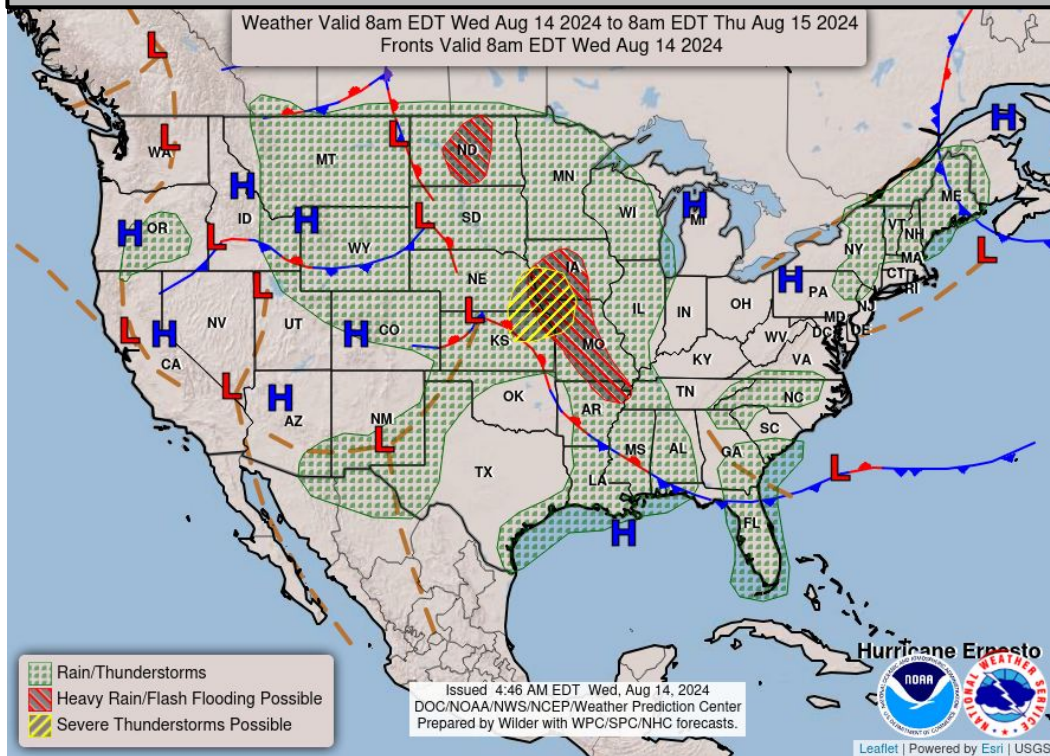 Weather Valid 8am EDT Wed Aug 14 2024 to 8am EDT Thu Aug 15 2024
Fronts Valid 8am EDT Wed Aug 14 2024
L
H
L
WA
L
MT
ND
MN
ME
H
ID
H
H
MI
WI
VT
NH
H
OR
L
SD
NY
MA
L
L
WY
CT
RI
H
PA
L
NE
IA
NJ
OH
MD
DE
L
IL
IN
DC
L
H
NV
UT
H
CO
KS
MO
WV
VA
CA
KY
L
H
AZ
NM
OK
TN
NC
AR
SC
L
TX
MS
AL
GA
L
LA
H
FL
Hurricane Ernesto
Rain/Thunderstorms
Heavy Rain/Flash Flooding Possible
Severe Thunderstorms Possible
Issued 4:46 AM EDT Wed, Aug 14, 2024
DOC/NOAA/NWS/NCEP/Weather Prediction Center
Prepared by Wilder with WPC/SPC/NHC forecasts.
NOAA
NATIONAL WEATHER SERVICE
Leaflet | Powered by Esri | USGS